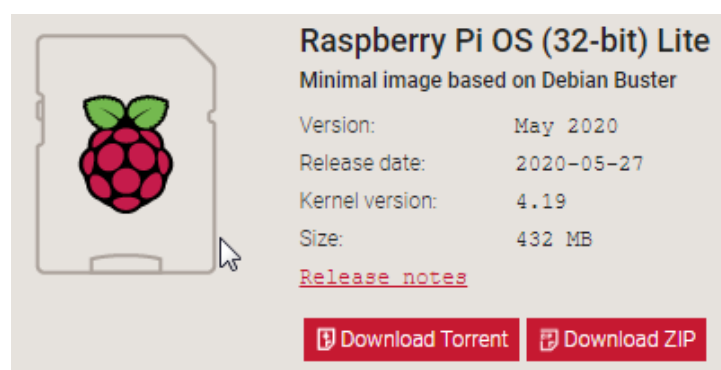 Raspberry Pi OS (32-bit) Lite
Minimal image based on Debian Buster
Version: May 2020
Release date: 2020-05-27
Kernel version: 4.19
Size: 432 MB
Release notes
Download Torrent Download ZIP